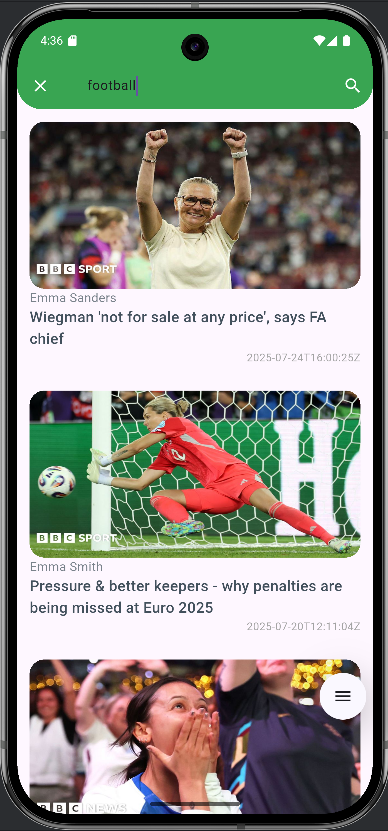 4:36
football
BBC SPORT
Emma Sanders
Wiegman 'not for sale at any price', says FA
chief
2025-07-24T16:00:25Z
12
H
BBC SPORT
Emma Smith
Pressure & better keepers - why penalties are
being missed at Euro 2025
2025-07-20T12:11:04Z
BBC NEWS